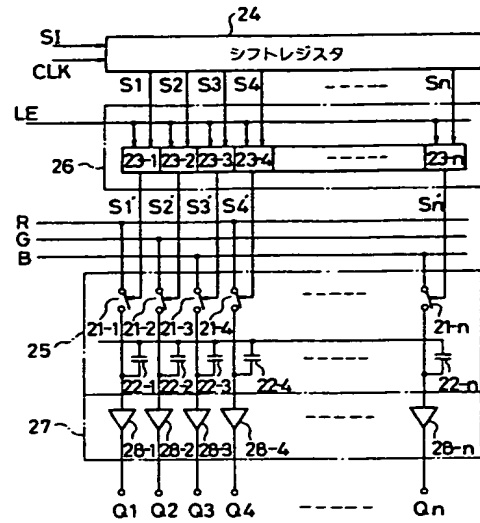 24
SI
シフトレジスタ
CLK
S1 S2 S3 S4 Sn
LE
26
23-1 23-2 23-3 23-4 23-n
S1' S2' S3' S4' Sn'
R
G
B
21-1 21-2 21-3 21-4 21-n
25
22-1 22-2 22-3 22-4 22-n
27
28-1 28-2 28-3 28-4 28-n
Q1 Q2 Q3 Q4 Qn